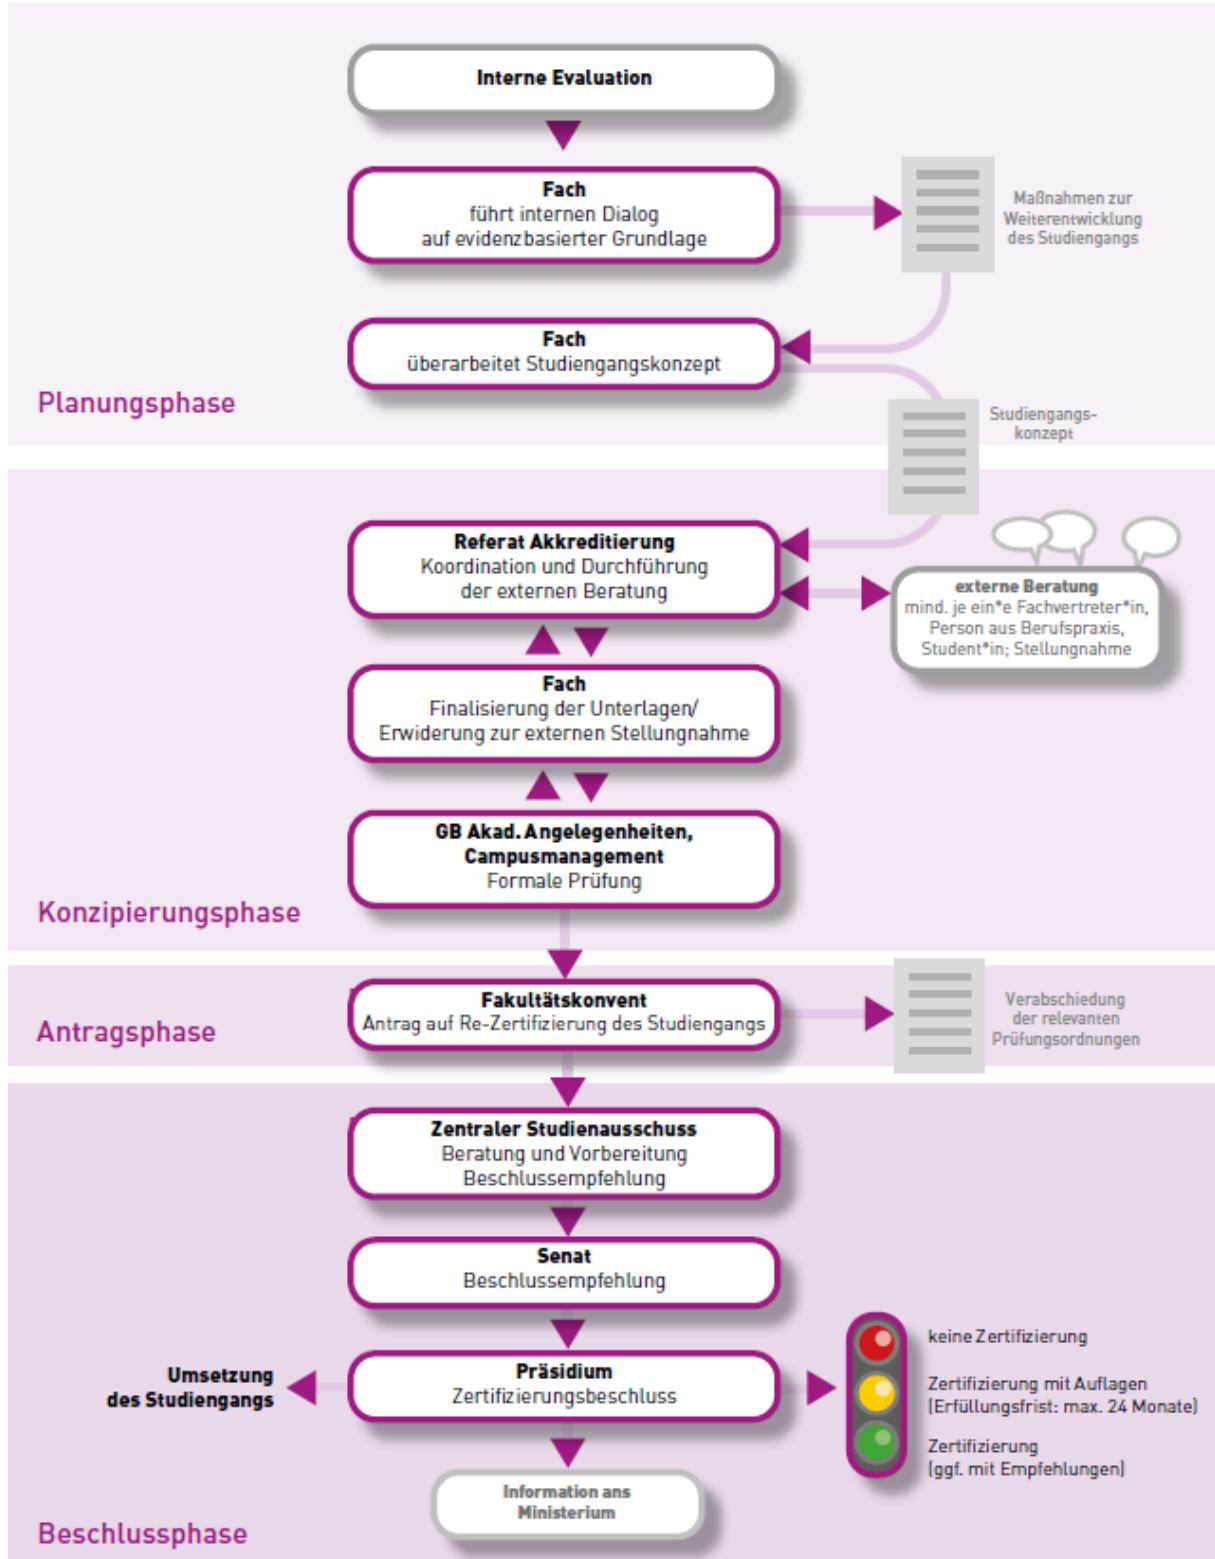 Interne Evaluation
Fach
führt internen Dialog
auf evidenzbasierter Grundlage
Maßnahmen zur
Weiterentwicklung
des Studiengangs
Fach
überarbeitet Studiengangskonzept
Planungsphase
Studiengangs-
konzept
Referat Akkreditierung
Koordination und Durchführung
der externen Beratung
externe Beratung
mind. je ein*e Fachvertreter*in,
Person aus Berufspraxis,
Student*in; Stellungnahme
Fach
Finalisierung der Unterlagen/
Erwiderung zur externen Stellungnahme
GB Akad. Angelegenheiten,
Campusmanagement
Formale Prüfung
Konzipierungsphase
Fakultätskonvent
Antrag auf Re-Zertifizierung des Studiengangs
Verabschiedung
der relevanten
Prüfungsordnungen
Antragsphase
Zentraler Studienausschuss
Beratung und Vorbereitung
Beschlussempfehlung
Senat
Beschlussempfehlung
Präsidium
Zertifizierungsbeschluss
Umsetzung
des Studiengangs
keine Zertifizierung
Zertifizierung mit Auflagen
(Erfüllungsfrist: max. 24 Monate)
Zertifizierung
(ggf. mit Empfehlungen)
Information ans
Ministerium
Beschlussphase